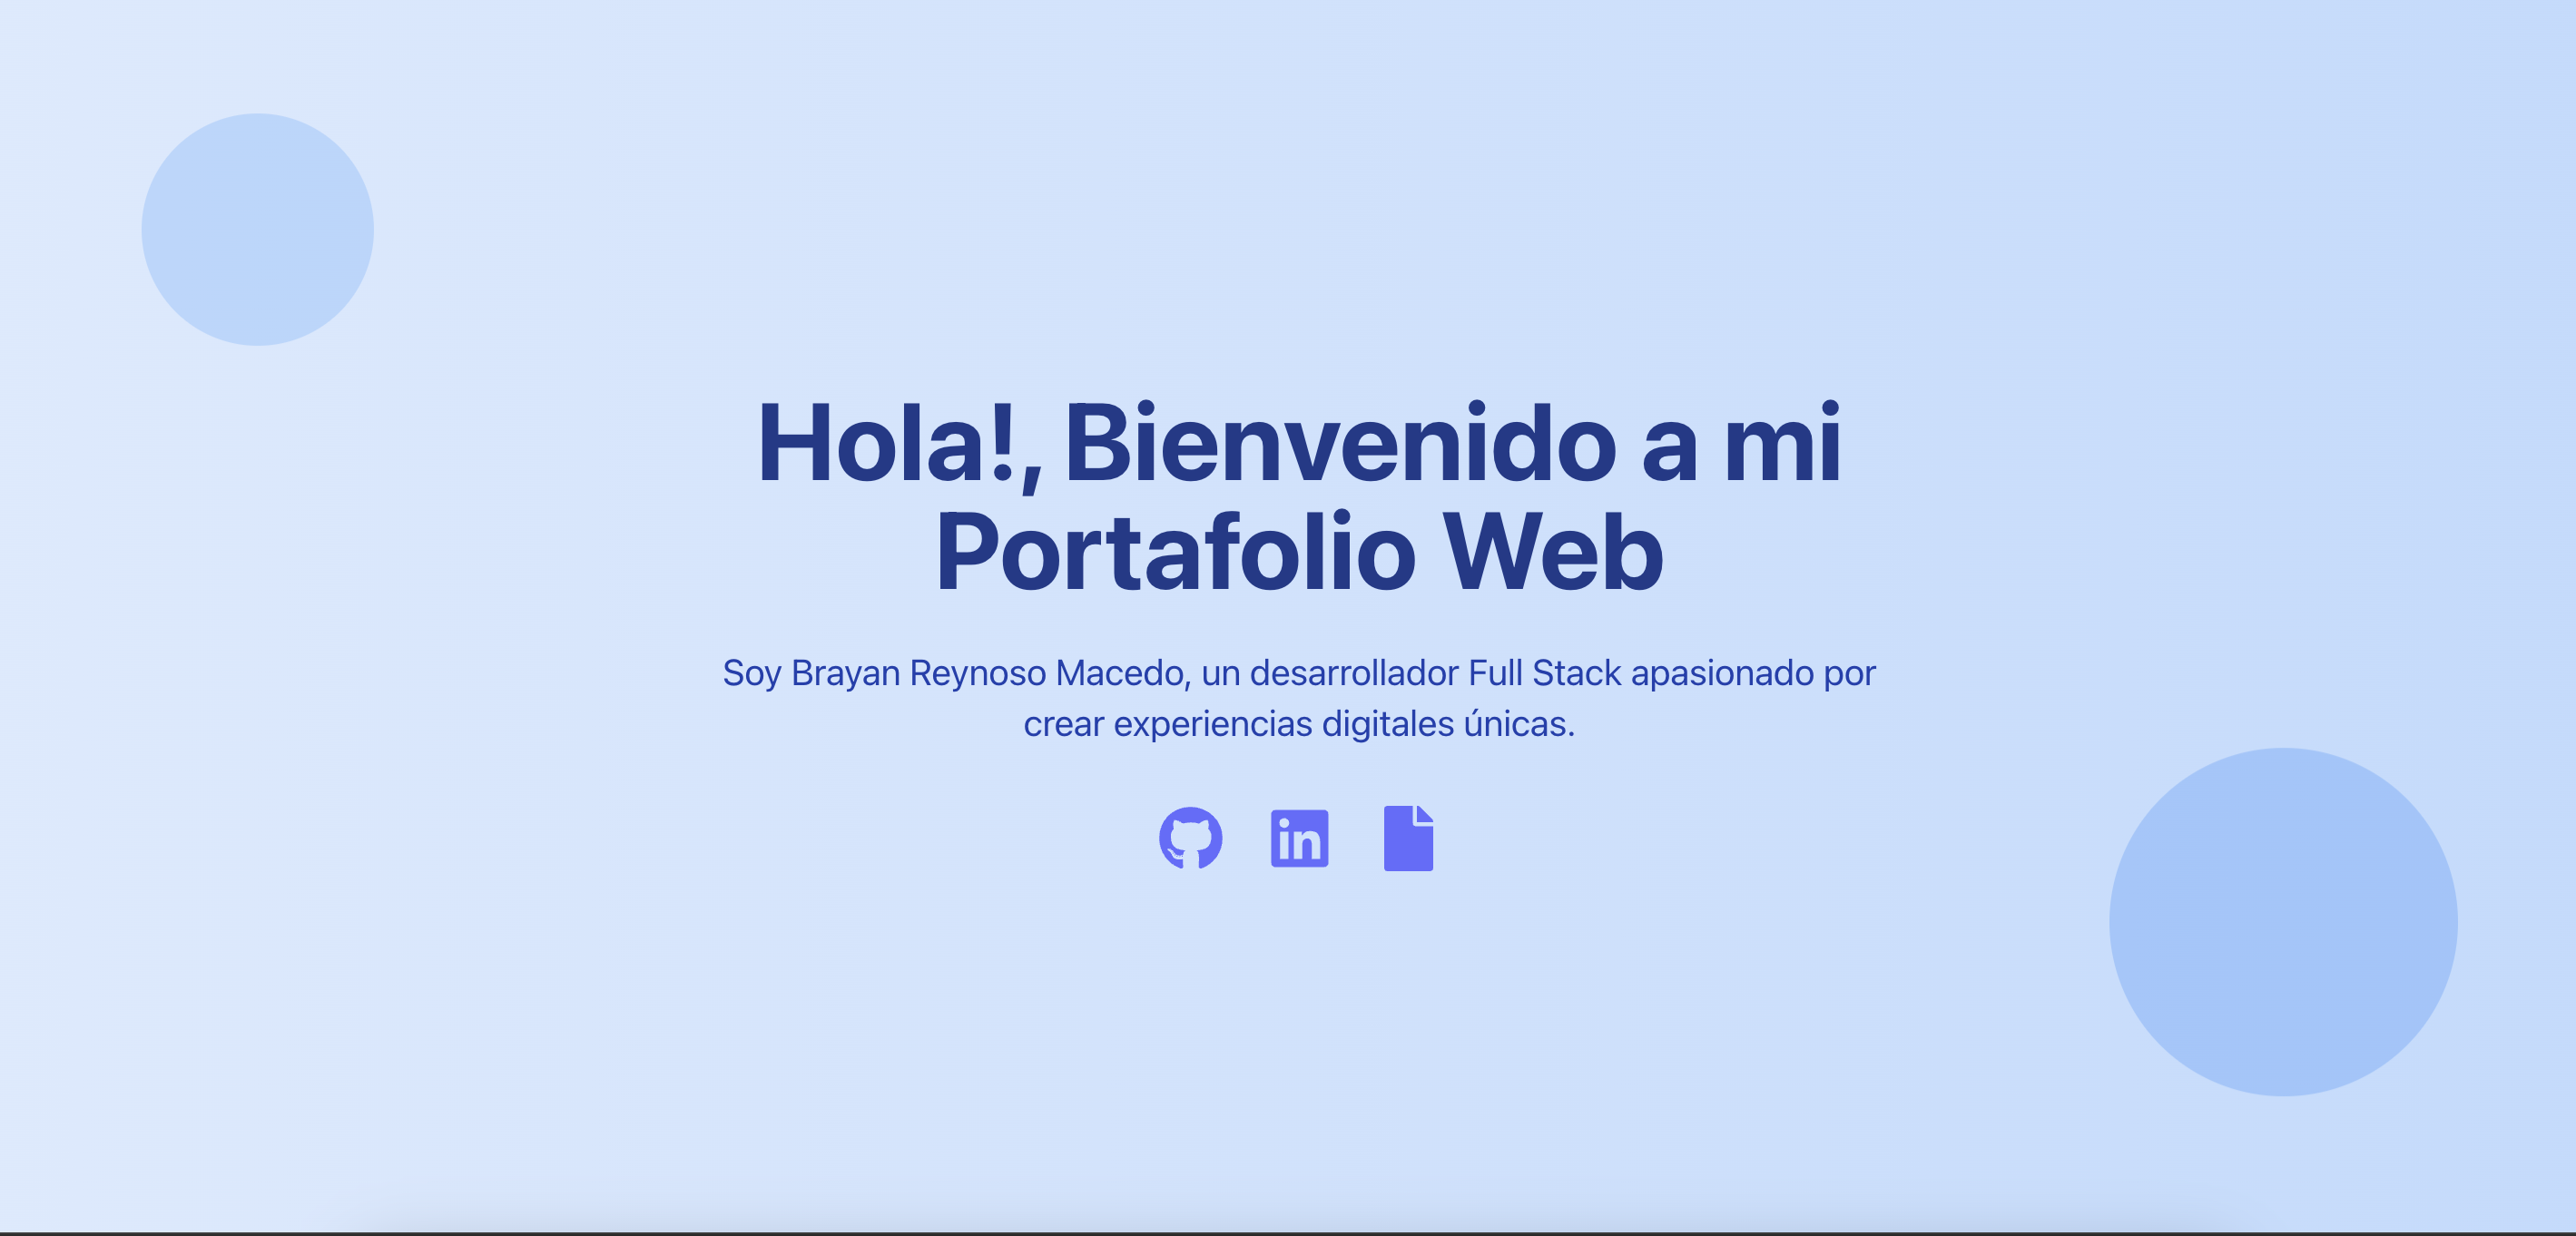 Hola!, Bienvenido a mi
Portafolio Web
Soy Brayan Reynoso Macedo, un desarrollador Full Stack apasionado por
crear experiencias digitales únicas.
in